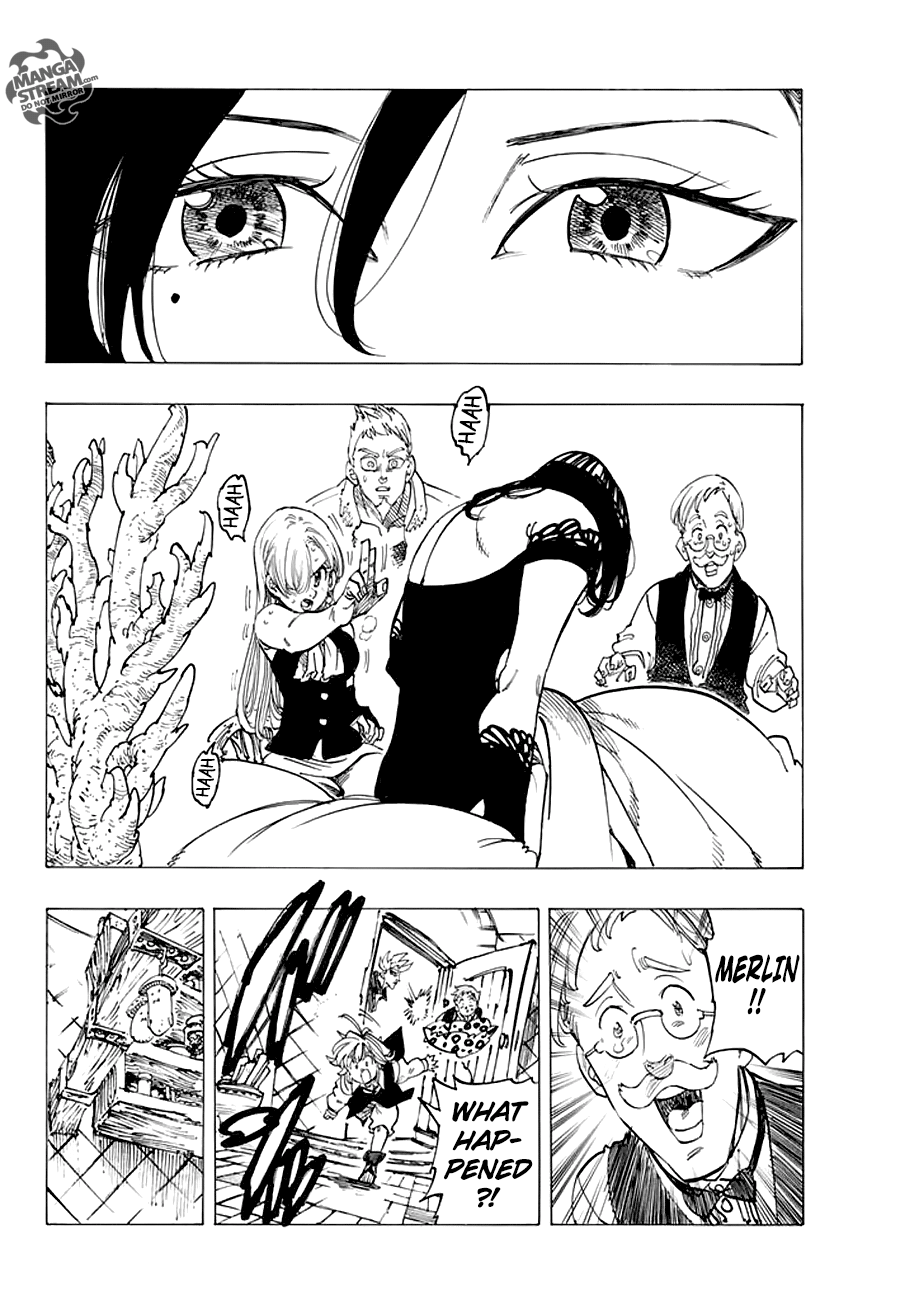 MANGA
STREAM.com
DO NOT MIRROR
HAAH
HAAH
HAAH
MERLIN
!!
WHAT
HAP-
PENED
?!